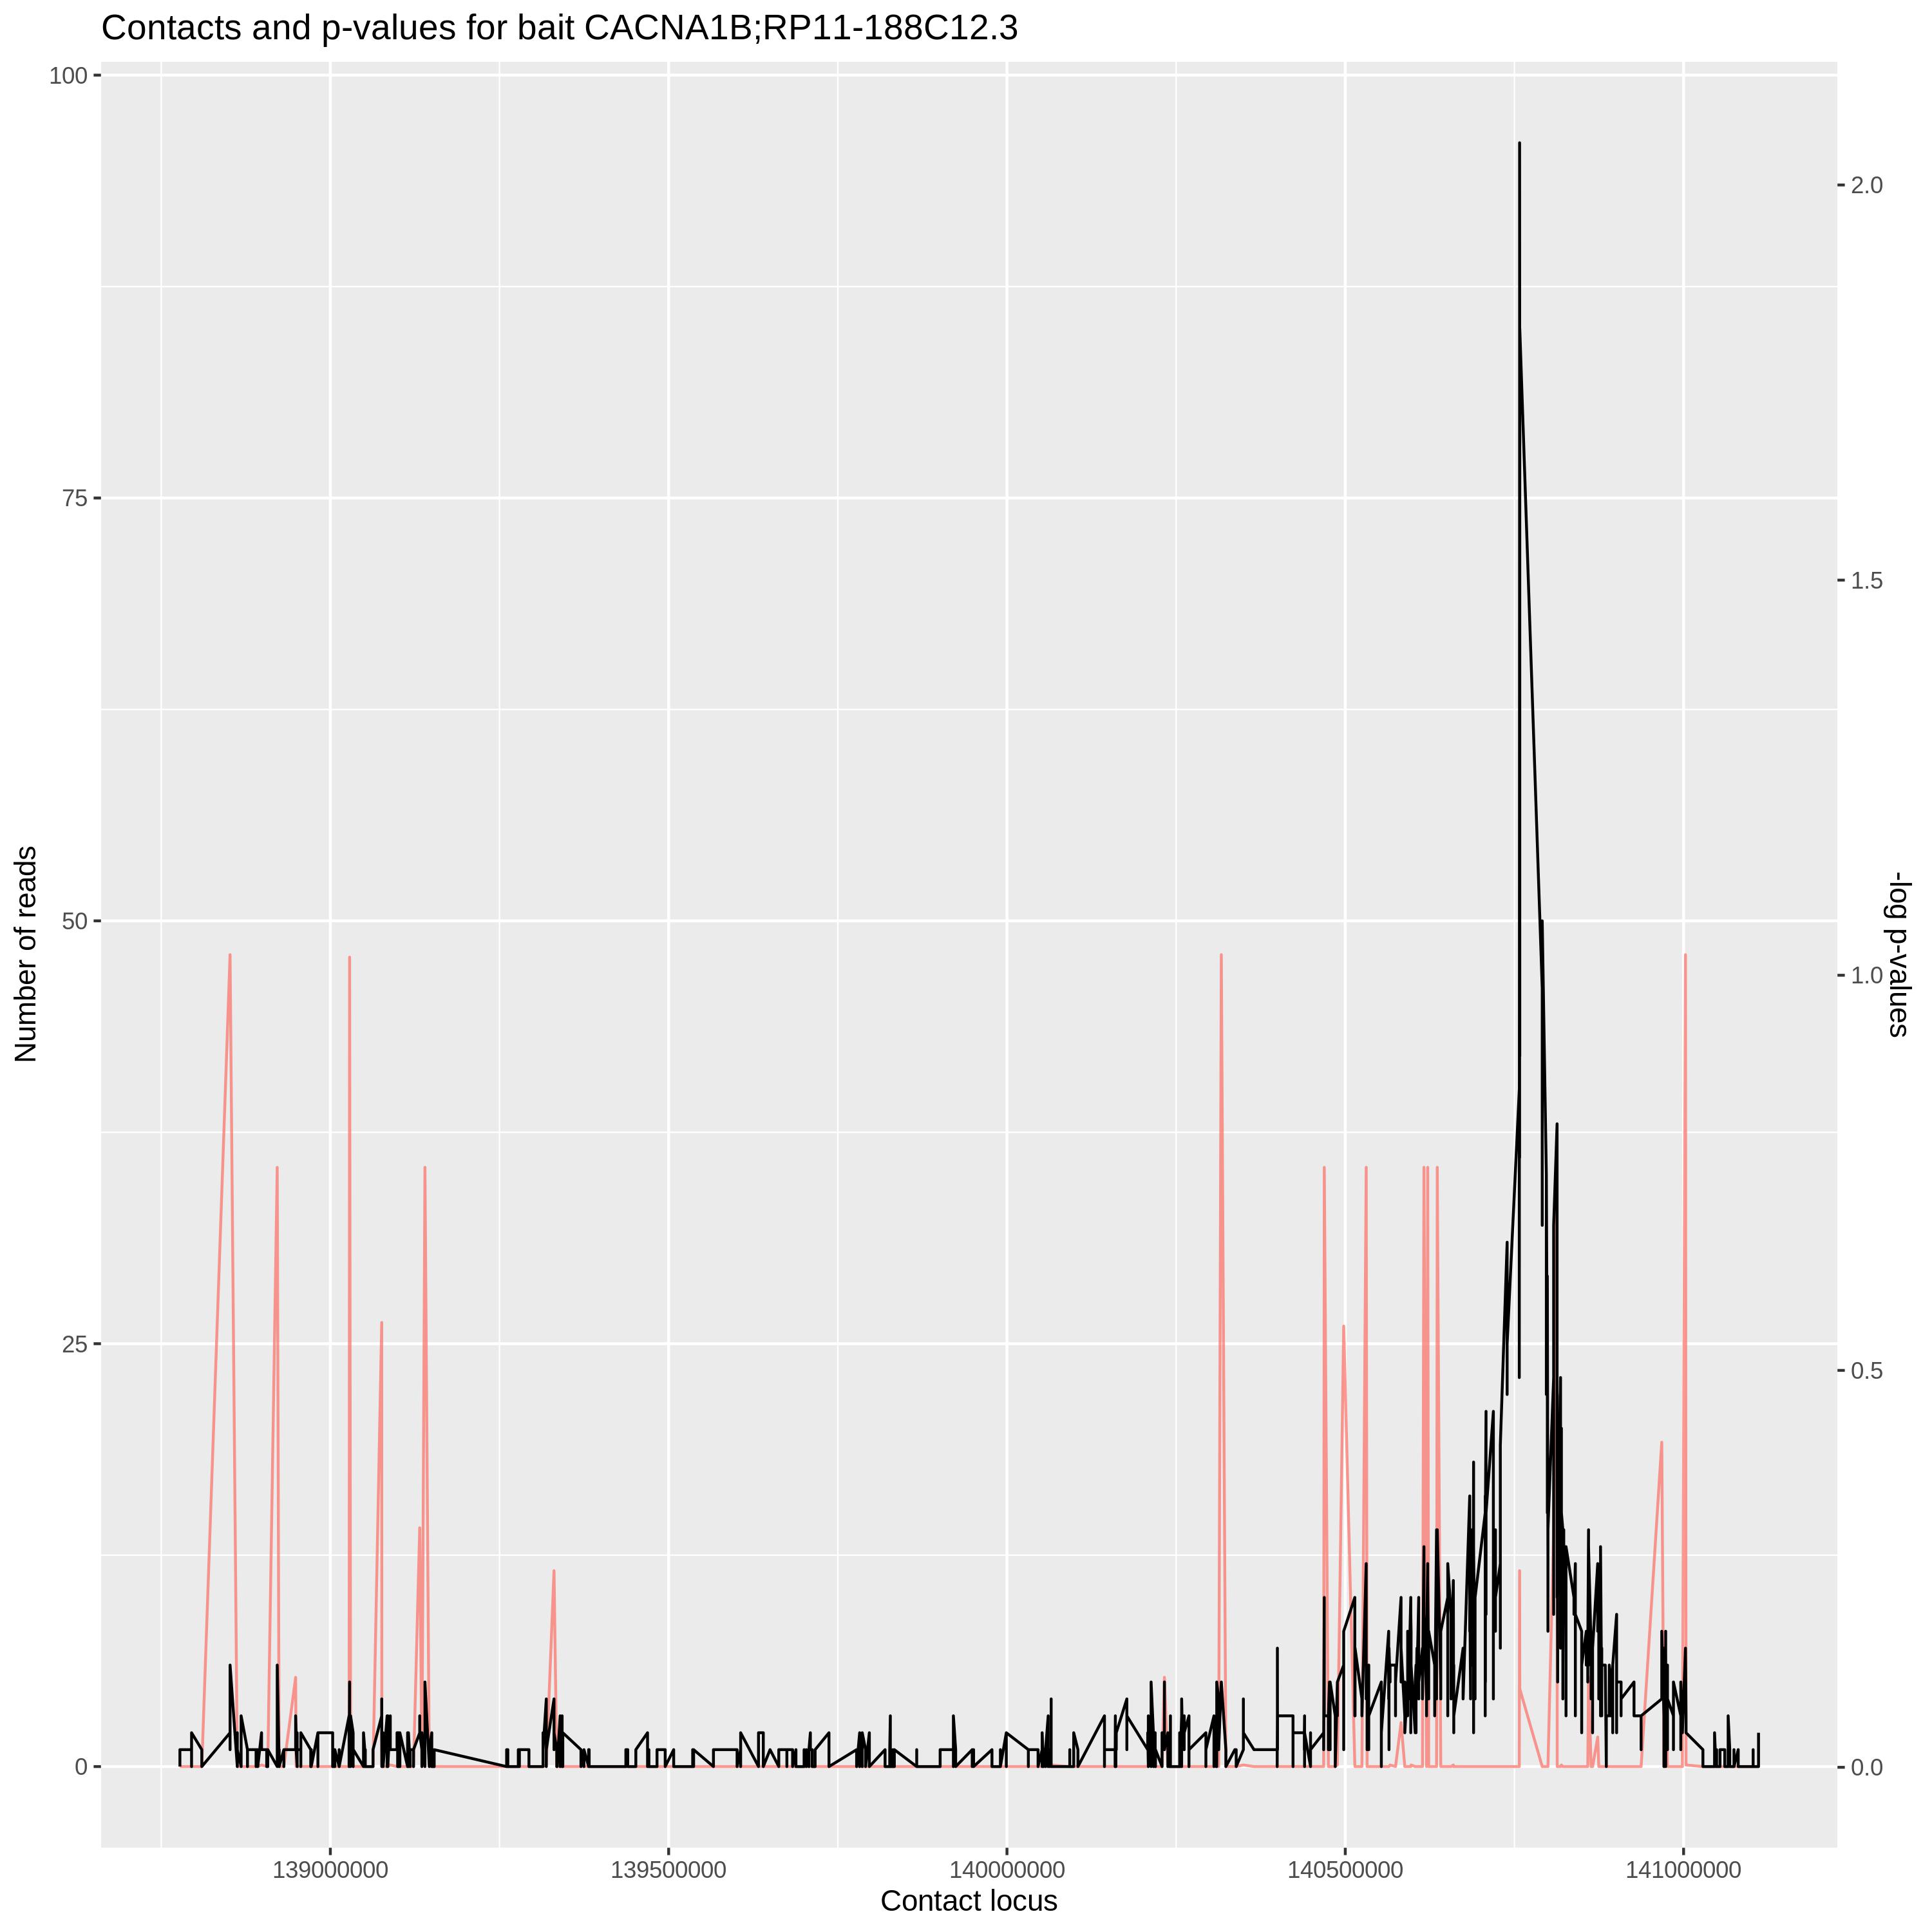 Contacts and p-values for bait CACNA1B;RP11-188C12.3
100
75
50
25
0
Number of reads
2.0
1.5
1.0
0.5
0.0
-log p-values
139000000 139500000 140000000 140500000 141000000
Contact locus